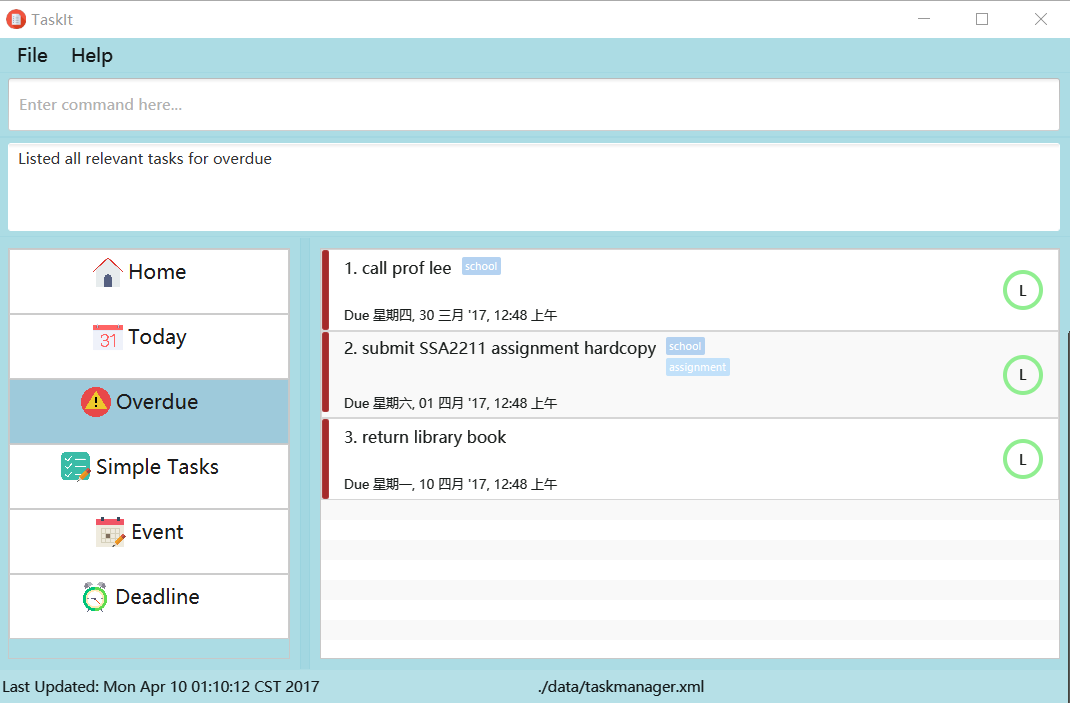 TaskIt
File Help
Enter command here...
Listed all relevant tasks for overdue
Home
31 Today
Overdue
Simple Tasks
Event
Deadline
1. call prof lee school
L
Due 星期四, 30 三月 '17, 12:48 上午
2. submit SSA2211 assignment hardcopy school
assignment
L
Due 星期六, 01 四月 '17, 12:48 上午
3. return library book
L
Due 星期一, 10 四月 '17, 12:48 上午
Last Updated: Mon Apr 10 01:10:12 CST 2017 ./data/taskmanager.xml